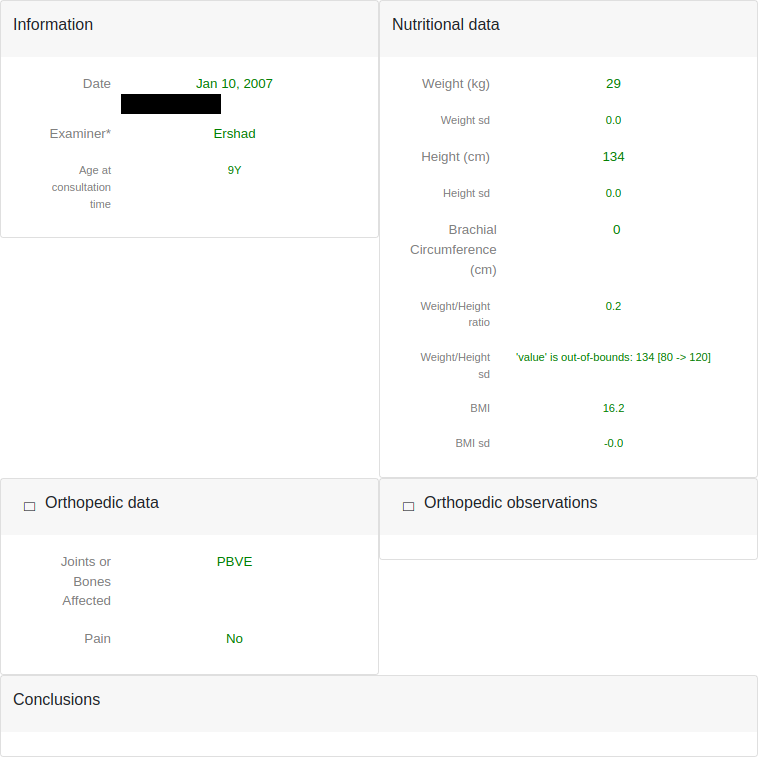 Information
Date Jan 10, 2007
Examiner* Ershad
Age at 9Y
consultation
time
Nutritional data
Weight (kg) 29
Weight sd 0.0
Height (cm) 134
Height sd 0.0
Brachial 0
Circumference
(cm)
Weight/Height 0.2
ratio
Weight/Height 'value' is out-of-bounds: 134 [80 -> 120]
sd
BMI 16.2
BMI sd -0.0
Orthopedic data
Joints or PBVE
Bones
Affected
Pain No
Orthopedic observations
Conclusions